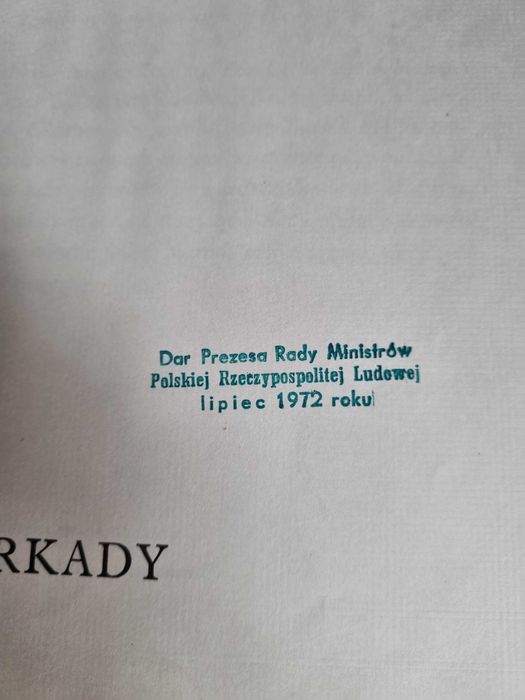 Dar Prezesa Rady Ministrów
Polskiej Rzeczypospolitej Ludowej
lipiec 1972 roku
RKADY